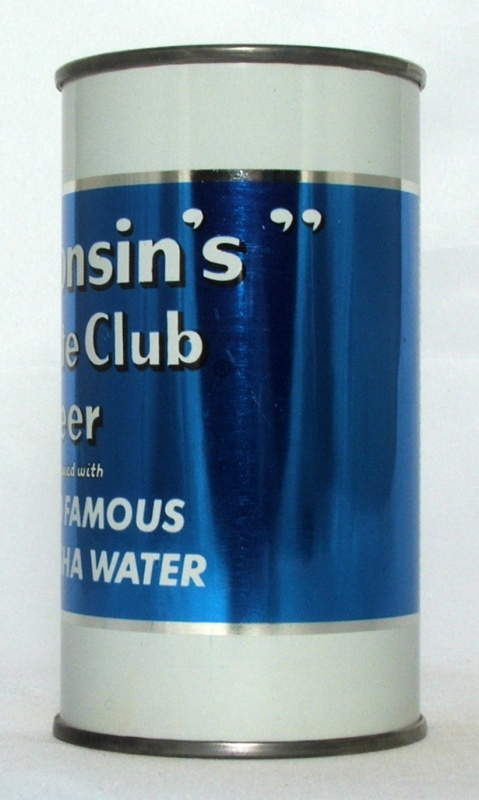 onsin's”
e Club ®
eer
ed with
FAMOUS
HA WATER